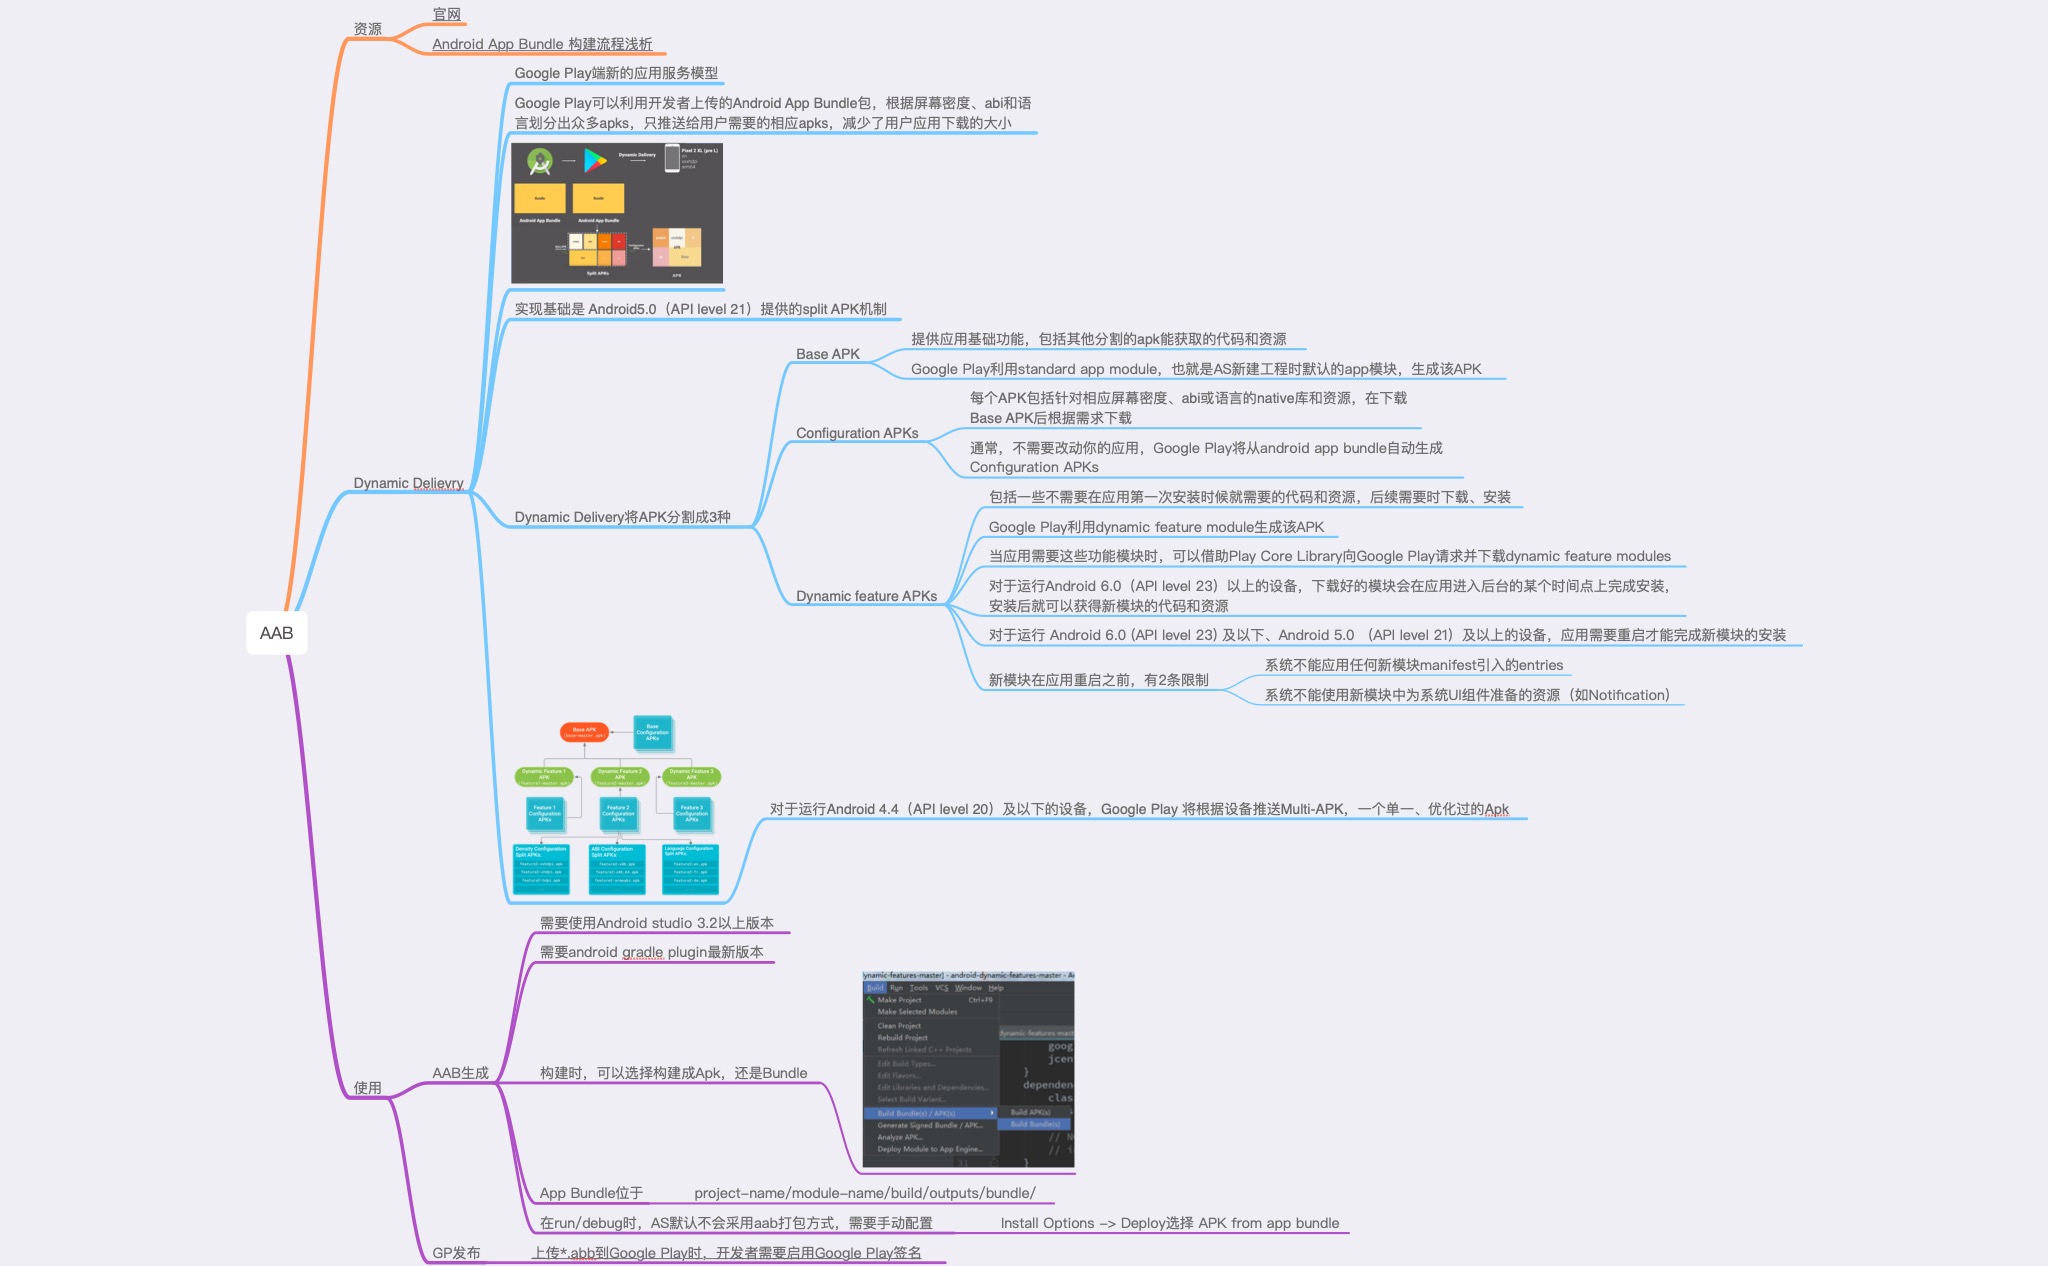 官网
资源
Android App Bundle 构建流程浅析
Google Play端新的应用服务模型
Google Play可以利用开发者上传的Android App Bundle包，根据屏幕密度、abi和语
言划分出众多apks，只推送给用户需要的相应apks，减少了用户应用下载的大小
Dynamic Delivery
Pixel 2 XL (pre L)
Bundle
Bundle
Android App Bundle
Android App Bundle
Split APKs
APK
实现基础是 Android5.0（API level 21）提供的split APK机制
Base APK
提供应用基础功能，包括其他分割的apk能获取的代码和资源
Google Play利用standard app module，也就是AS新建工程时默认的app模块，生成该APK
Configuration APKs
每个APK包括针对相应屏幕密度、abi或语言的native库和资源，在下载
Base APK后根据需求下载
通常，不需要改动你的应用，Google Play将从android app bundle自动生成
Configuration APKs
Dynamic Delievry
Dynamic Delivery将APK分割成3种
Dynamic feature APKs
包括一些不需要在应用第一次安装时候就需要的代码和资源，后续需要时下载、安装
Google Play利用dynamic feature module生成该APK
当应用需要这些功能模块时，可以借助Play Core Library向Google Play请求并下载dynamic feature modules
对于运行Android 6.0（API level 23）以上的设备，下载好的模块会在应用进入后台的某个时间点上完成安装，
安装后就可以获得新模块的代码和资源
对于运行 Android 6.0 (API level 23) 及以下、Android 5.0 （API level 21）及以上的设备，应用需要重启才能完成新模块的安装
新模块在应用重启之前，有2条限制
系统不能应用任何新模块manifest引入的entries
系统不能使用新模块中为系统UI组件准备的资源（如Notification）
AAB
Base APK
(base-master.apk)
Base
Configuration
APKs
Dynamic Feature 1
APK
Dynamic Feature 2
APK
Dynamic Feature 3
APK
Feature 1
Configuration
APKs
Feature 2
Configuration
APKs
Feature 3
Configuration
APKs
Density Configuration
Split APKs:
ABI Configuration
Split APKs:
Language Configuration
Split APKs:
对于运行Android 4.4（API level 20）及以下的设备，Google Play 将根据设备推送Multi-APK，一个单一、优化过的Apk
需要使用Android studio 3.2以上版本
需要android gradle plugin最新版本
使用
AAB生成
构建时，可以选择构建成Apk，还是Bundle
ynamic-features-master] - android-dynamic-features-master - A
Build Run Tools VCS Window Help
Make Project Ctrl+F9
Make Selected Modules
Clean Project
Rebuild Project
Refresh Linked C++ Projects
Edit Build Types...
Edit Flavors...
Edit Libraries and Dependencies...
Select Build Variant...
Build Bundle(s) / APK(s)
Build APK(s)
Build Bundle(s)
Generate Signed Bundle / APK...
Analyze APK...
Deploy Module to App Engine...
dynamic-features-mast
goog
jcen
}
depende
clas
// N
// i
31 }
App Bundle位于
project-name/module-name/build/outputs/bundle/
在run/debug时，AS默认不会采用aab打包方式，需要手动配置
Install Options -> Deploy选择 APK from app bundle
GP发布
上传*.abb到Google Play时，开发者需要启用Google Play签名